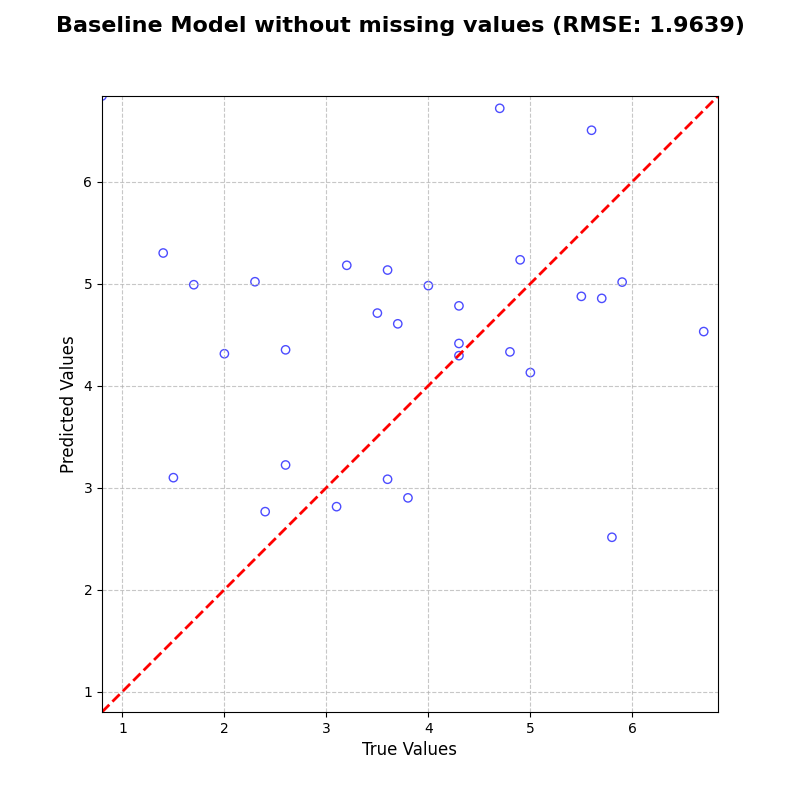 Baseline Model without missing values (RMSE: 1.9639)
6
5
4
3
2
1
Predicted Values
1 2 3 4 5 6
True Values